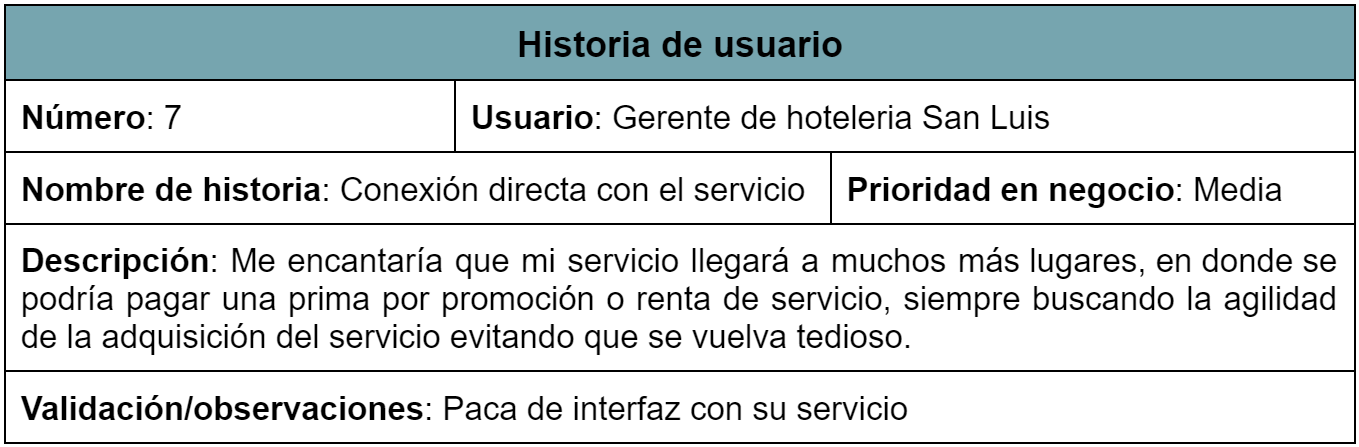 Historia de usuario
Número: 7
Usuario: Gerente de hoteleria San Luis
Nombre de historia: Conexión directa con el servicio
Prioridad en negocio: Media
Descripción: Me encantaría que mi servicio llegará a muchos más lugares, en donde se
podría pagar una prima por promoción o renta de servicio, siempre buscando la agilidad
de la adquisición del servicio evitando que se vuelva tedioso.
Validación/observaciones: Paca de interfaz con su servicio